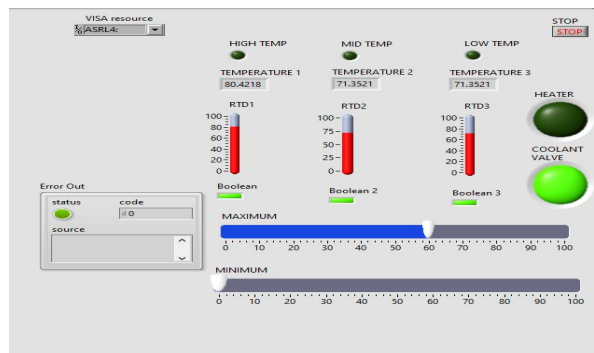 VISA resource
ASRL4:
STOP
STOP
HIGH TEMP
MID TEMP
LOW TEMP
TEMPERATURE 1
TEMPERATURE 2
TEMPERATURE 3
80.4218
71.3521
71.3521
HEATER
RTD1
RTD2
RTD3
100
80
60
40
20
0
100
75
50
25
0
100
80
60
40
20
0
COOLANT
VALVE
Error Out
status
code
d 0
source
Boolean
Boolean 2
Boolean 3
MAXIMUM
0 10 20 30 40 50 60 70 80 90 100
MINIMUM
0 10 20 30 40 50 60 70 80 90 100